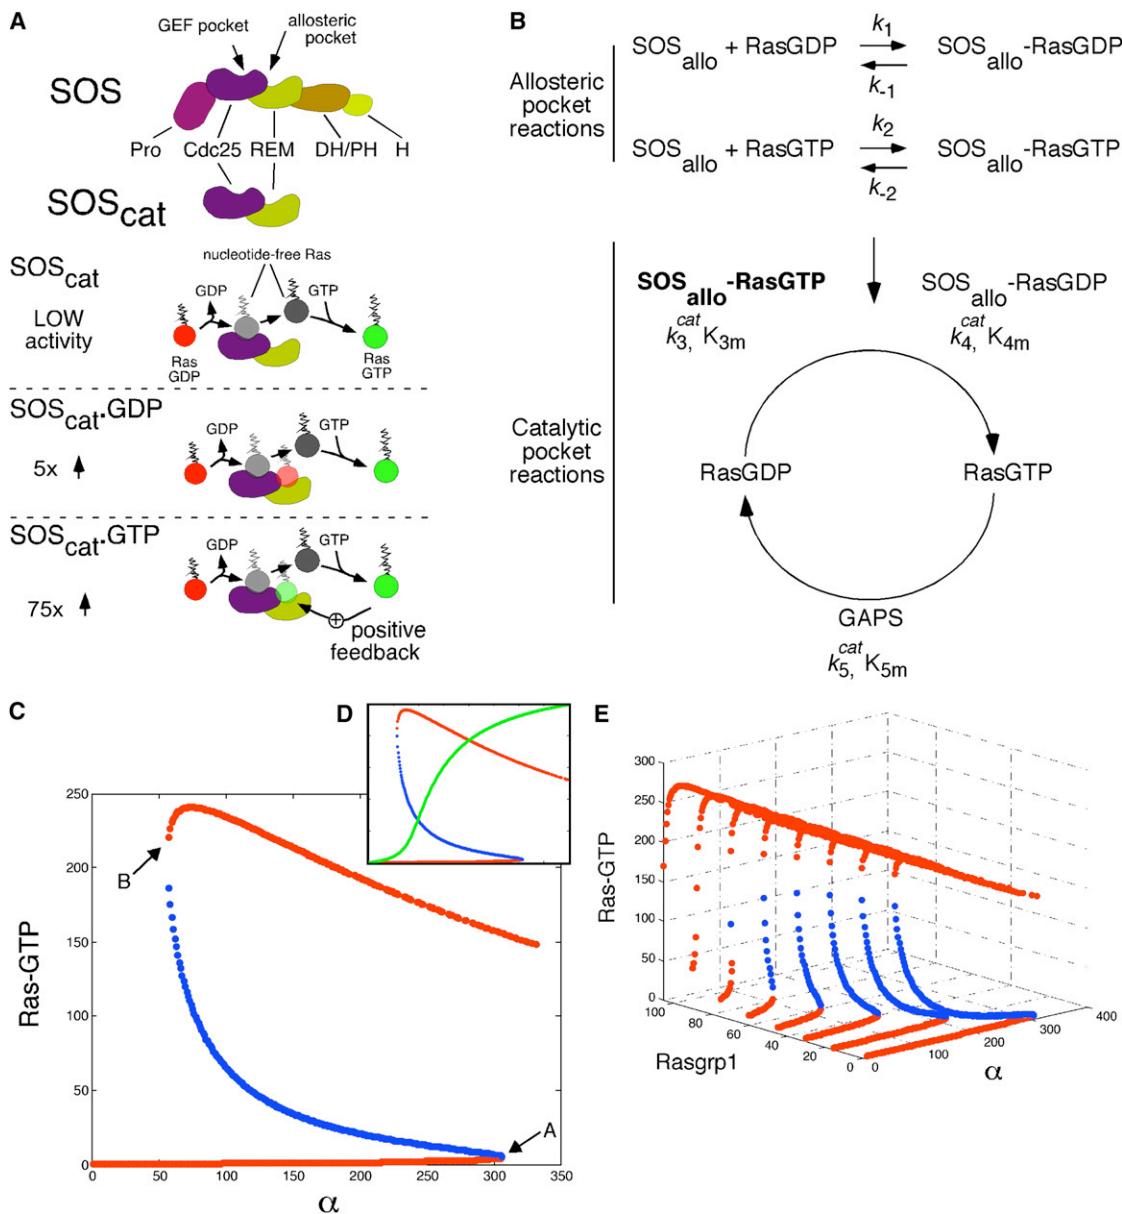 A
GEF pocket
allosteric
pocket
SOS
Pro Cdc25 REM DH/PH H
SOScat
SOScat
LOW
activity
nucleotide-free Ras
GDP GTP
Ras
GDP
Ras
GTP
SOScat.GDP
5x
GDP GTP
SOScat.GTP
75x
GDP GTP
+
positive
feedback
B
Allosteric
pocket
reactions
SOSallo + RasGDP k1 k-1 SOSallo-RasGDP
SOSallo + RasGTP k2 k-2 SOSallo-RasGTP
Catalytic
pocket
reactions
SOSallo-RasGTP
k3cat, K3m
SOSallo-RasGDP
k4cat, K4m
RasGDP RasGTP
GAPS
k5cat, K5m
C
Ras-GTP
250
200
150
100
50
0
0 50 100 150 200 250 300 350
α
B
A
D
E
Ras-GTP
300
250
200
150
100
50
0
100 80 60 40 20 0
Rasgrp1
0 100 200 300 400
α